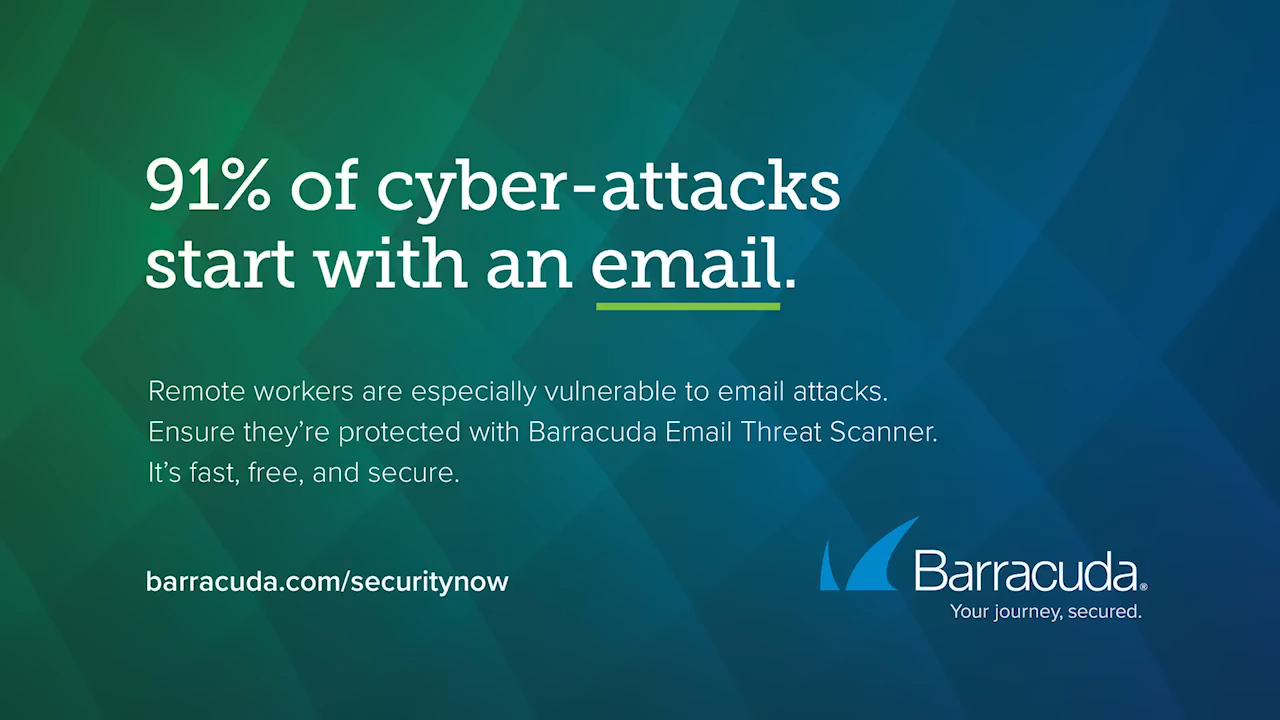 91% of cyber-attacks
start with an email.
Remote workers are especially vulnerable to email attacks.
Ensure they’re protected with Barracuda Email Threat Scanner.
It’s fast, free, and secure.
barracuda.com/securitynow
Barracuda®
Your journey, secured.